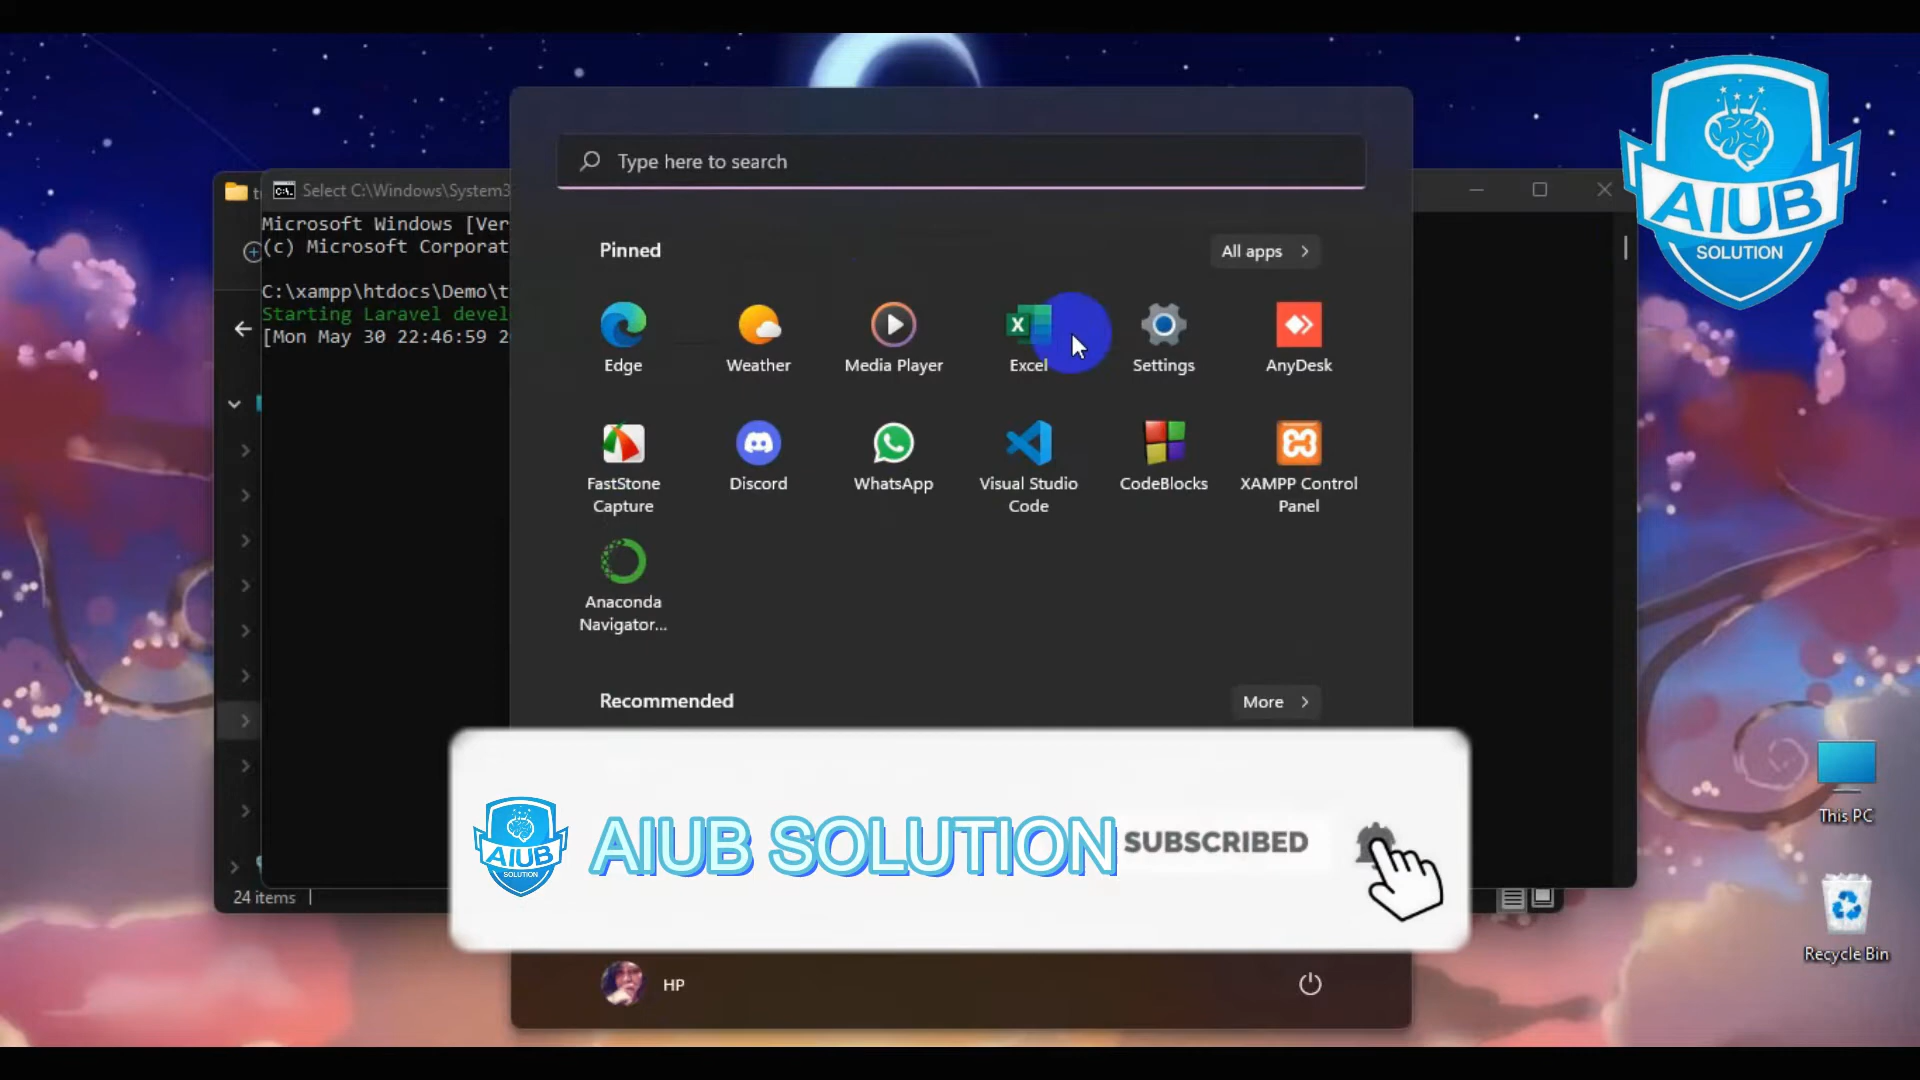 AIUB
SOLUTION
Type here to search
Select C:\Windows\System3
Microsoft Windows [Ver
(c) Microsoft Corporat
C:\xampp\htdocs\Demo\t
Starting Laravel devel
[Mon May 30 22:46:59 2
Pinned
All apps
Edge
Weather
Media Player
Excel
Settings
AnyDesk
FastStone
Capture
Discord
WhatsApp
Visual Studio
Code
CodeBlocks
XAMPP Control
Panel
Anaconda
Navigator...
Recommended
More
AIUB
SOLUTION
AIUB SOLUTION
SUBSCRIBED
24 items
HP
This PC
Recycle Bin